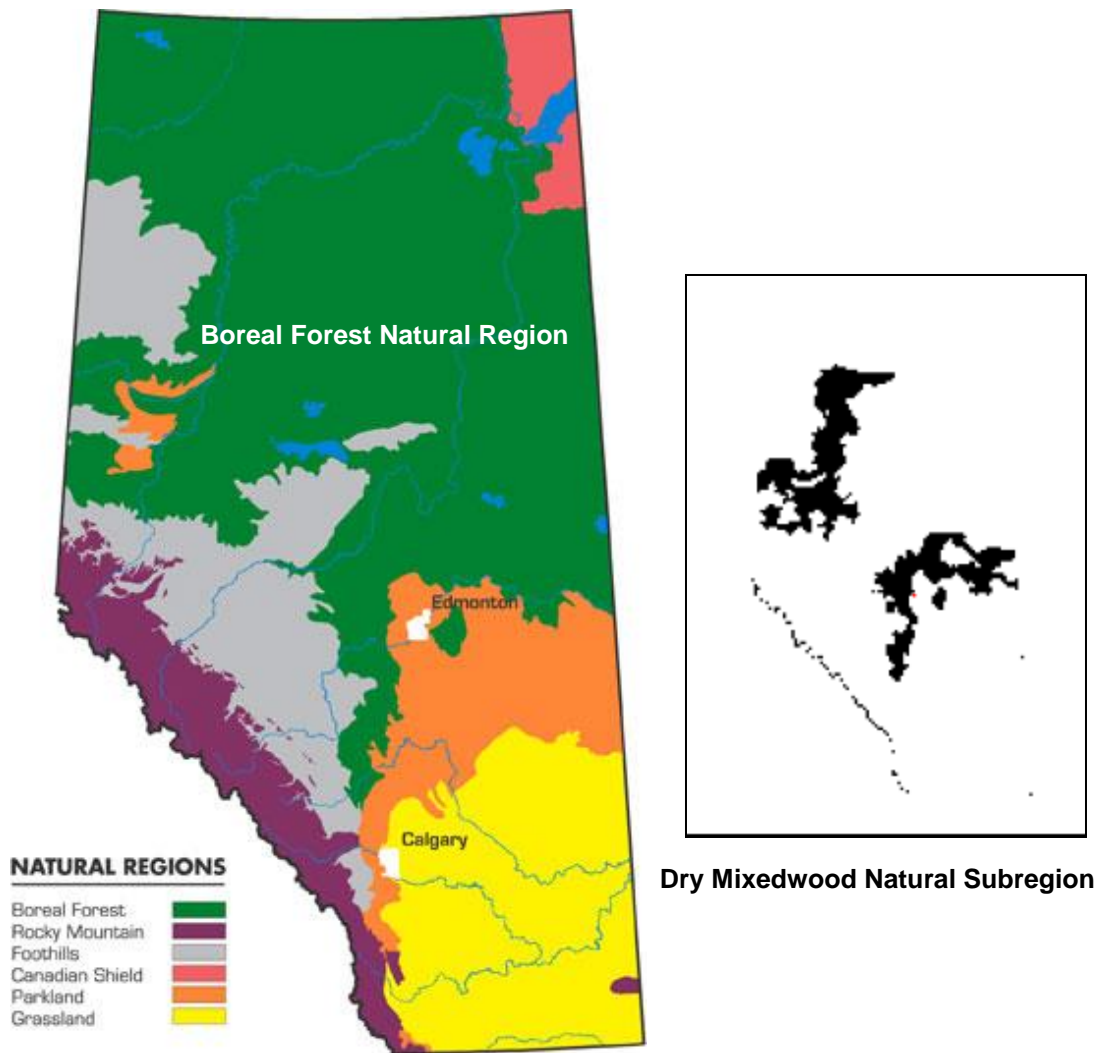 Boreal Forest Natural Region
Edmonton
Calgary
NATURAL REGIONS
Boreal Forest
Rocky Mountain
Foothills
Canadian Shield
Parkland
Grassland
Dry Mixedwood Natural Subregion